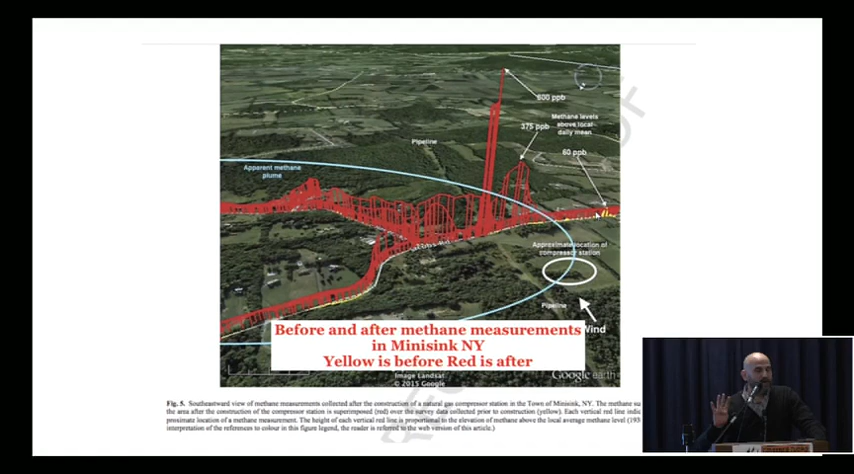 600 ppb
Methane levels
above local
daily mean
375 ppb
Pipeline
60 ppb
Apparent methane
plume
Approximate location of
compressor station
Pipeline
Wind
Before and after methane measurements
in Minisink NY
Yellow is before Red is after
Image Landsat
© 2015 Google
Google earth
Fig. 5. Southeastward view of methane measurements collected after the construction of a natural gas compressor station in the Town of Minisink, NY. The methane su
the area after the construction of the compressor station is superimposed (red) over the survey data collected prior to construction (yellow). Each vertical red line indi
proximate location of a methane measurement. The height of each vertical red line is proportional to the elevation of methane above the local average methane level (193
interpretation of the references to colour in this figure legend, the reader is referred to the web version of this article.)